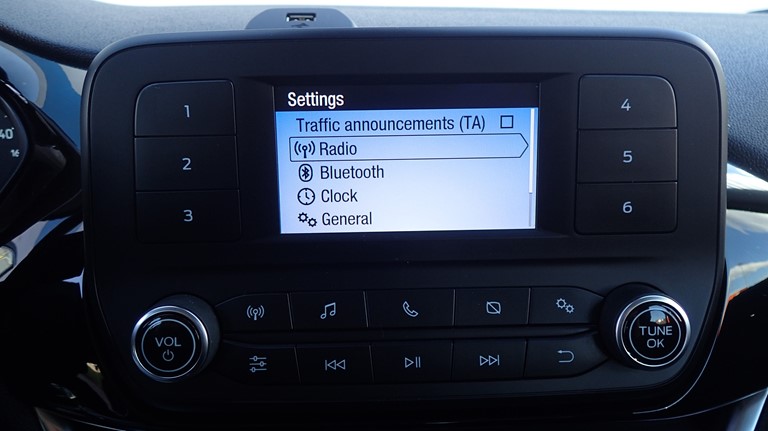 Settings
Traffic announcements (TA)
Radio
Bluetooth
Clock
General
1
2
3
4
5
6
VOL
TUNE
OK
40